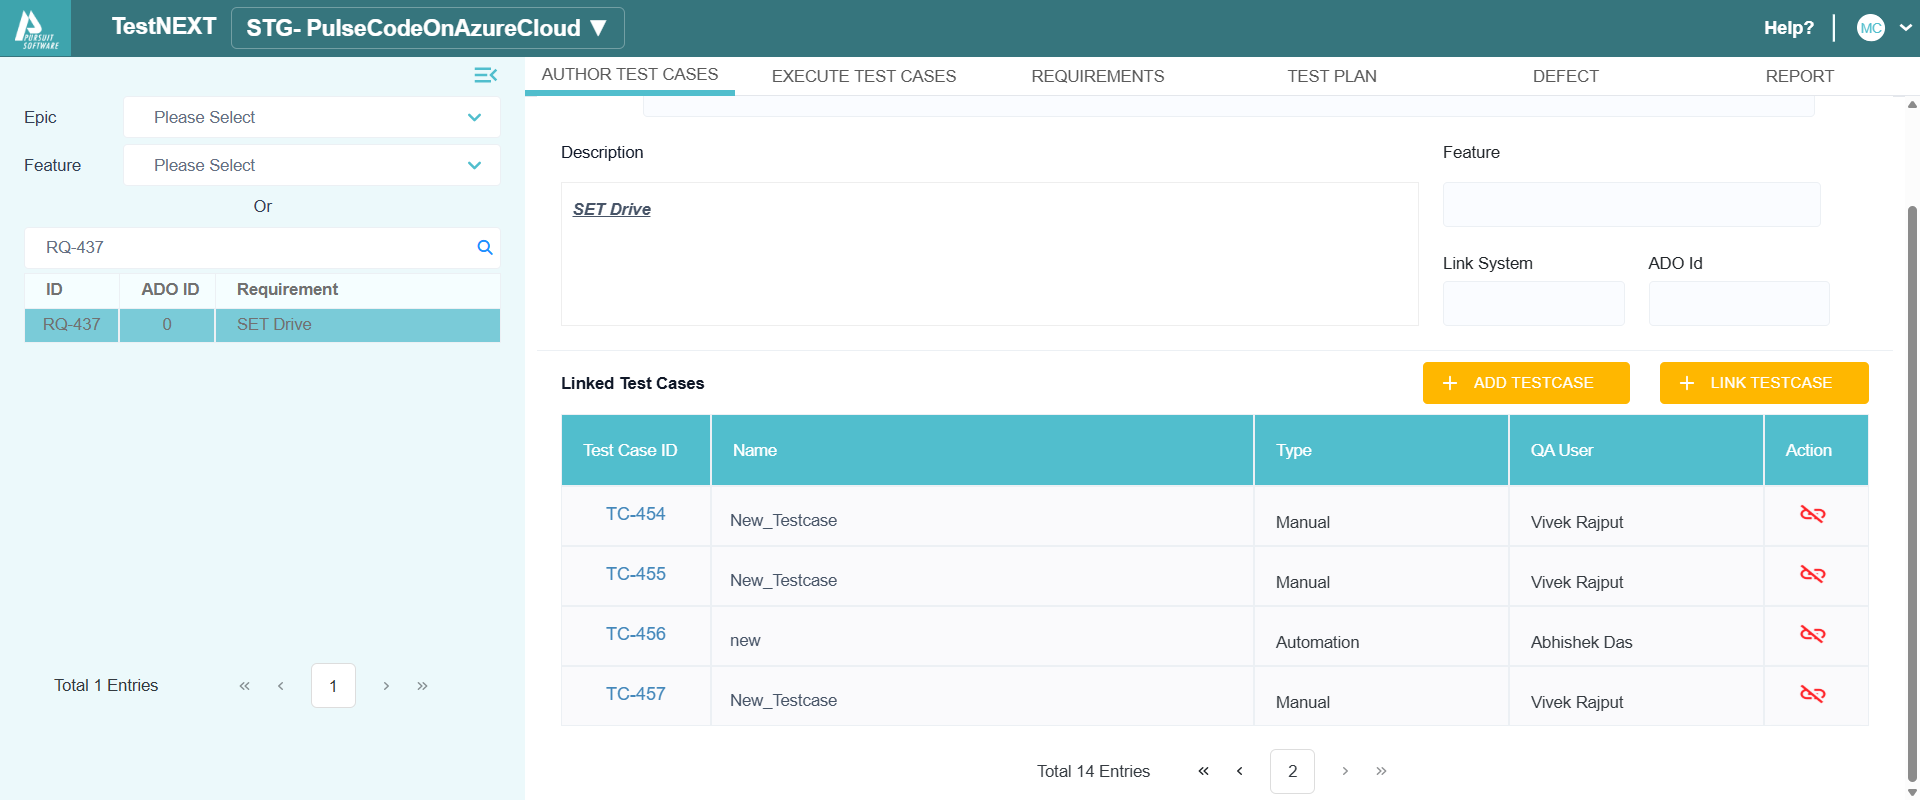 PURSUIT
SOFTWARE
TestNEXT
STG- PulseCodeOnAzureCloud ▼
Help?
MC
Epic
Please Select
Feature
Please Select
Or
RQ-437
ID ADO ID Requirement
RQ-437 0 SET Drive
Total 1 Entries
« ‹ 1 › »
AUTHOR TEST CASES EXECUTE TEST CASES REQUIREMENTS TEST PLAN DEFECT REPORT
Description
SET Drive
Feature
Link System ADO Id
Linked Test Cases
+ ADD TESTCASE
+ LINK TESTCASE
Test Case ID Name Type QA User Action
TC-454 New_Testcase Manual Vivek Rajput
TC-455 New_Testcase Manual Vivek Rajput
TC-456 new Automation Abhishek Das
TC-457 New_Testcase Manual Vivek Rajput
Total 14 Entries « ‹ 2 › »